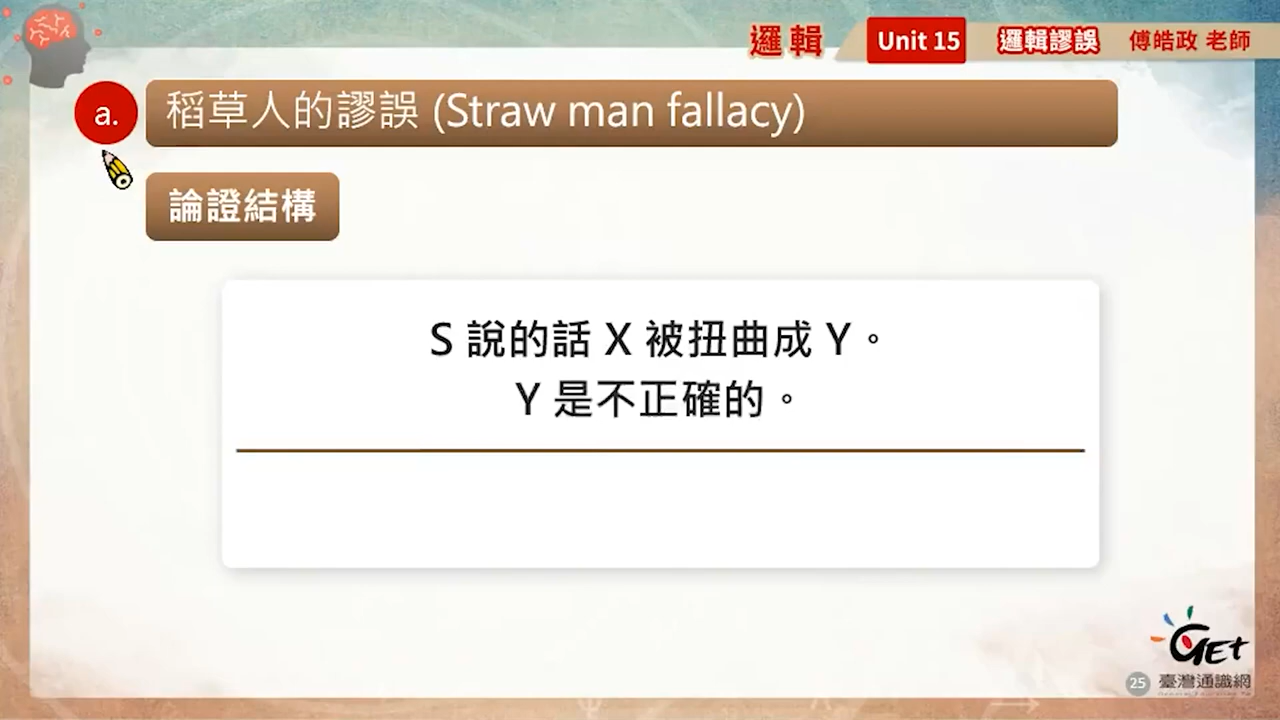 邏輯 Unit 15 邏輯謬誤 傅皓政 老師
a. 稻草人的謬誤 (Straw man fallacy)
論證結構
S 說的話 X 被扭曲成 Y。
Y 是不正確的。
GET
25 臺灣通識網